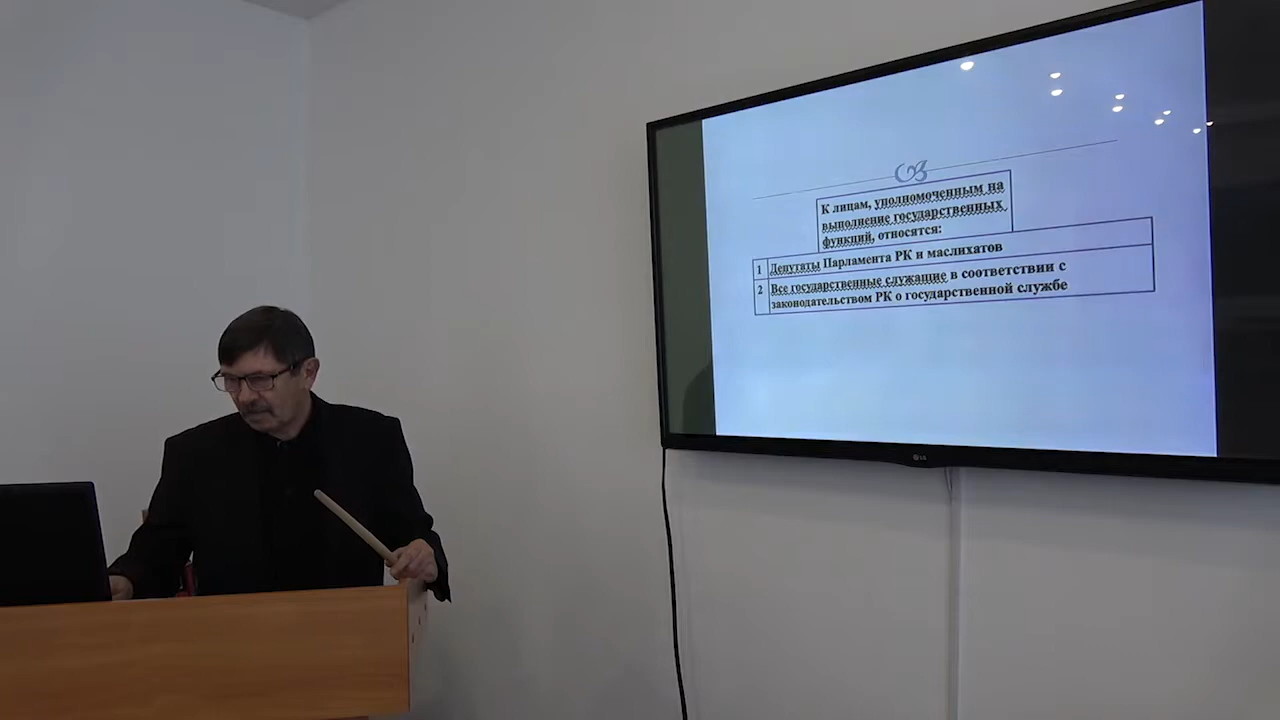 К лицам, уполномоченным на
выполнение государственных
функций, относятся:
1 Депутаты Парламента РК и маслихатов
2 Все государственные служащие в соответствии с
законодательством РК о государственной службе
LG